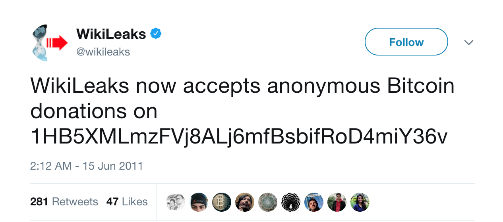 WikiLeaks
@wikileaks
Follow
WikiLeaks now accepts anonymous Bitcoin
donations on
1HB5XMLmzFVj8ALj6mfBsbifRoD4miY36v
2:12 AM - 15 Jun 2011
281 Retweets 47 Likes